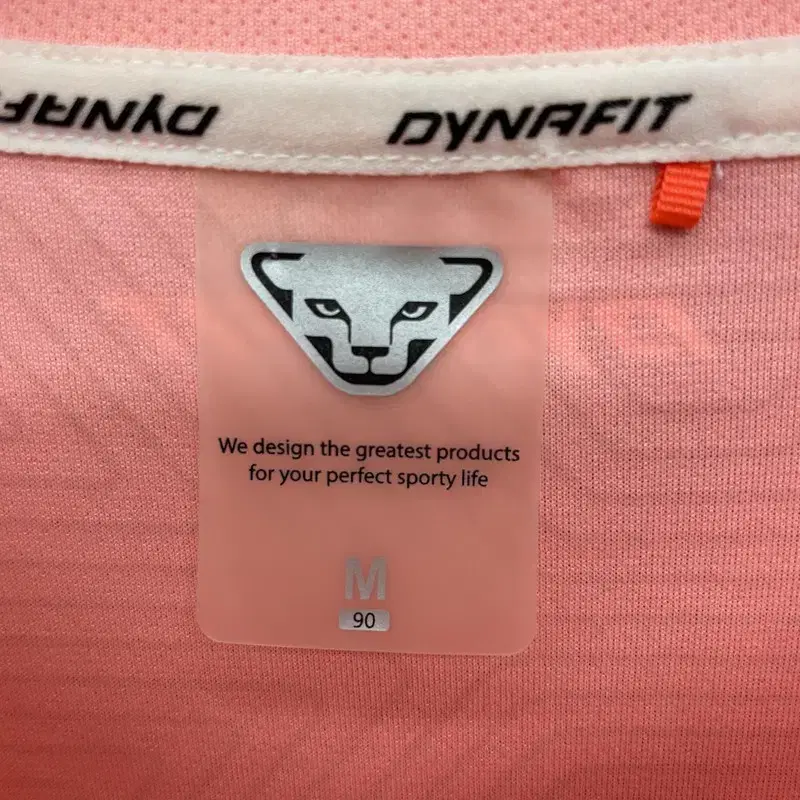 DYNAFIT
DYNAFIT
We design the greatest products
for your perfect sporty life
M
90